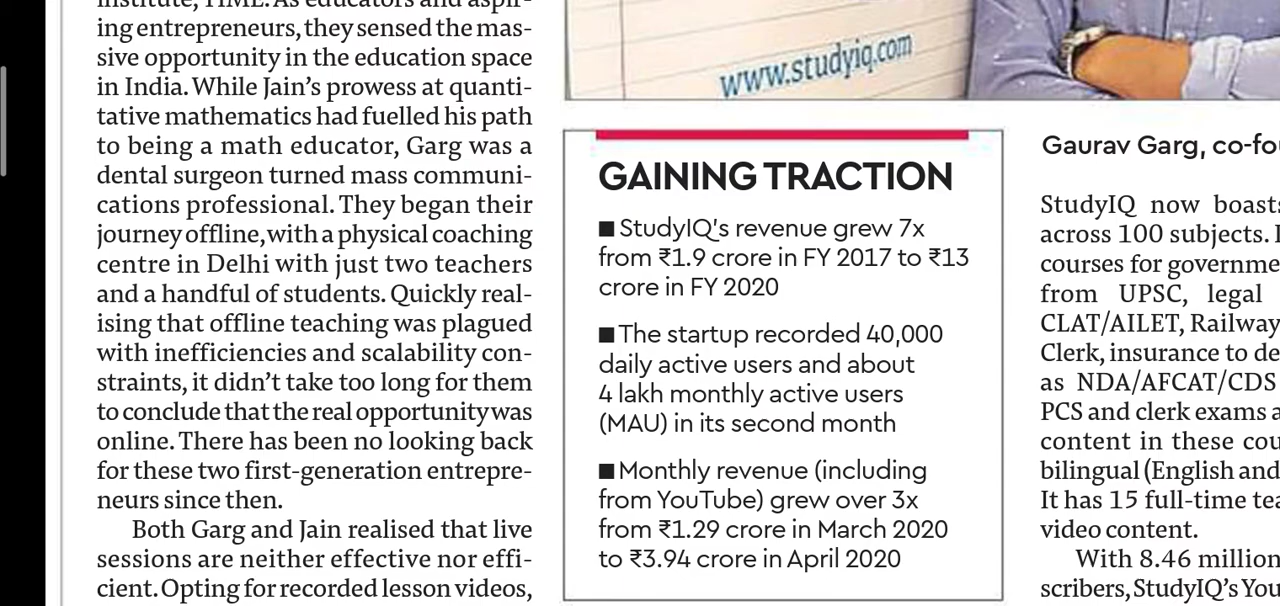 institute, TIME. As educators and aspir-
ing entrepreneurs, they sensed the mas-
sive opportunity in the education space
in India. While Jain's prowess at quanti-
tative mathematics had fuelled his path
to being a math educator, Garg was a
dental surgeon turned mass communi-
cations professional. They began their
journey offline, with a physical coaching
centre in Delhi with just two teachers
and a handful of students. Quickly real-
ising that offline teaching was plagued
with inefficiencies and scalability con-
straints, it didn't take too long for them
to conclude that the real opportunity was
online. There has been no looking back
for these two first-generation entrepre-
neurs since then.
Both Garg and Jain realised that live
sessions are neither effective nor effi-
cient. Opting for recorded lesson videos,
www.studyiq.com
GAINING TRACTION
■ StudyIQ's revenue grew 7x
from ₹1.9 crore in FY 2017 to ₹13
crore in FY 2020
■ The startup recorded 40,000
daily active users and about
4 lakh monthly active users
(MAU) in its second month
■ Monthly revenue (including
from YouTube) grew over 3x
from ₹1.29 crore in March 2020
to ₹3.94 crore in April 2020
Gaurav Garg, co-fou
StudyIQ now boasts
across 100 subjects.
courses for governme
from UPSC, legal
CLAT/AILET, Railway
Clerk, insurance to de
as NDA/AFCAT/CDS
PCS and clerk exams a
content in these cou
bilingual (English and
It has 15 full-time tea
video content.
With 8.46 million
scribers, StudyIQ's You